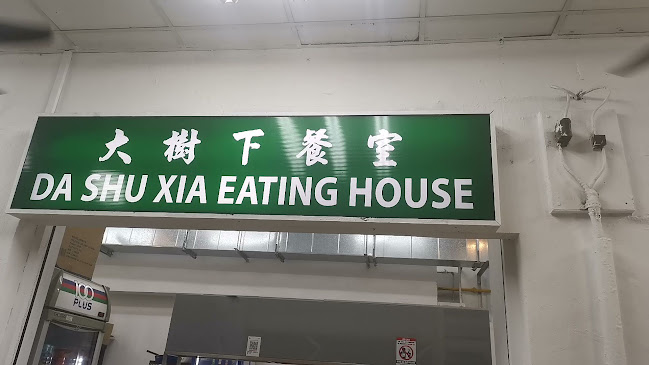 大樹下餐室
DA SHU XIA EATING HOUSE
100
PLUS